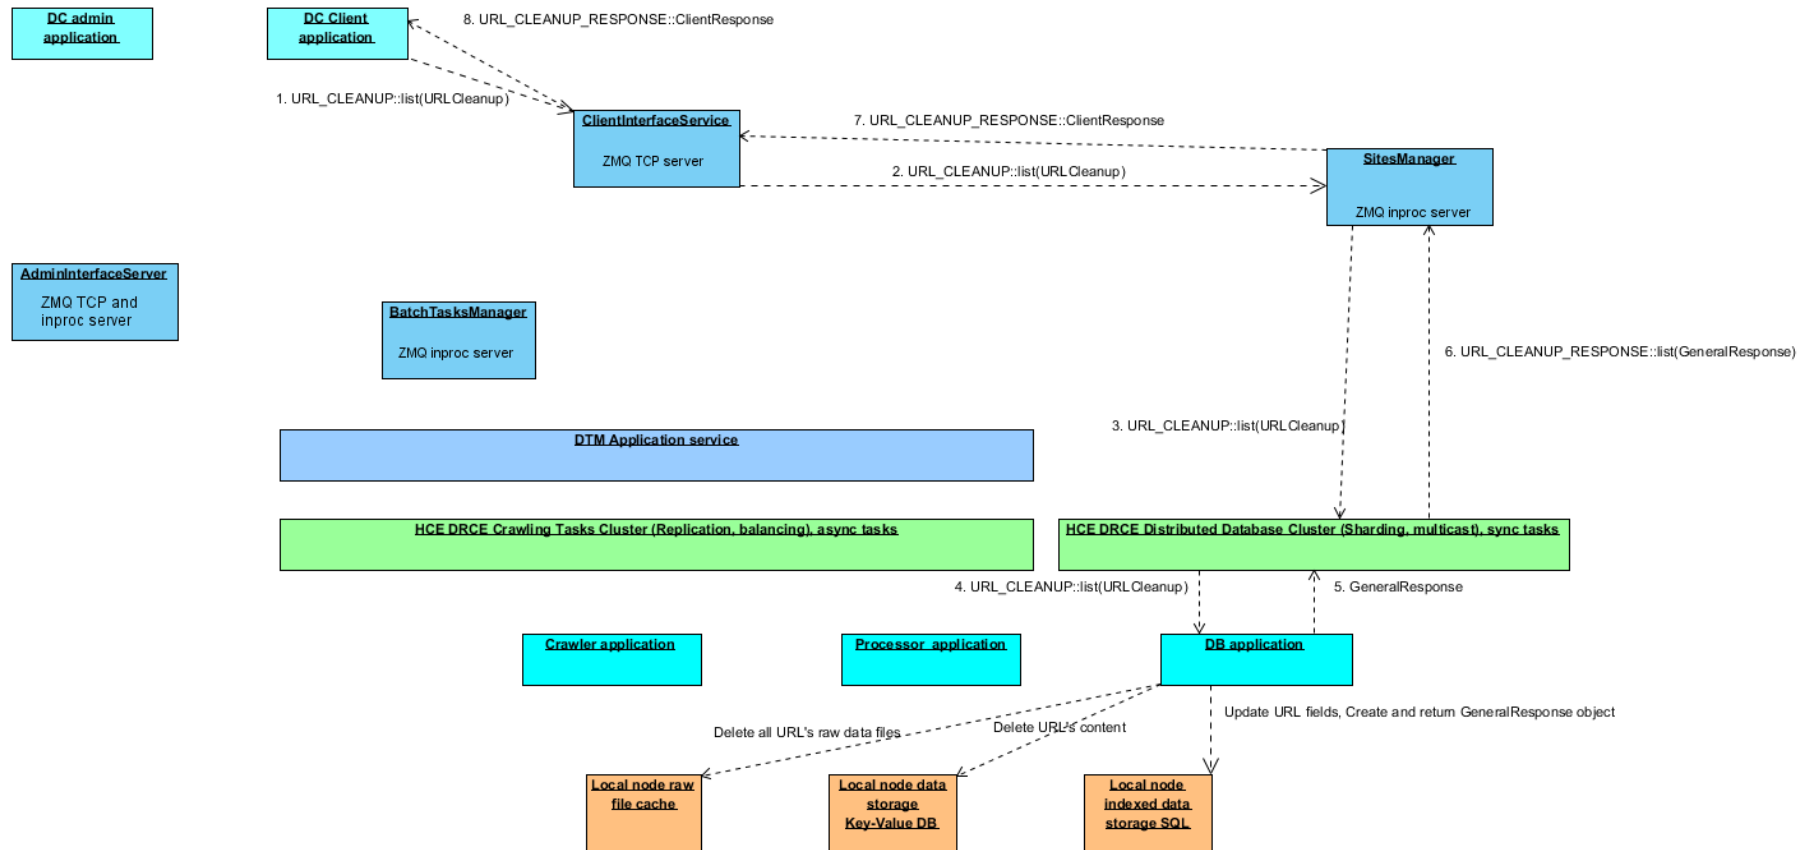 DC admin
application
DC Client
application
8. URL_CLEANUP_RESPONSE::ClientResponse
1. URL_CLEANUP::list(URLCleanup)
ClientInterfaceService
ZMQ TCP server
7. URL_CLEANUP_RESPONSE::ClientResponse
2. URL_CLEANUP::list(URLCleanup)
SitesManager
ZMQ inproc server
AdminInterfaceServer
ZMQ TCP and
inproc server
BatchTasksManager
ZMQ inproc server
6. URL_CLEANUP_RESPONSE::list(GeneralResponse)
3. URL_CLEANUP::list(URLCleanup)
DTM Application service
HCE DRCE Crawling Tasks Cluster (Replication, balancing), async tasks
HCE DRCE Distributed Database Cluster (Sharding, multicast), sync tasks
4. URL_CLEANUP::list(URLCleanup)
5. GeneralResponse
Crawler application
Processor application
DB application
Delete all URL's raw data files
Delete URL's content
Update URL fields, Create and return GeneralResponse object
Local node raw
file cache
Local node data
storage
Key-Value DB
Local node
indexed data
storage SQL